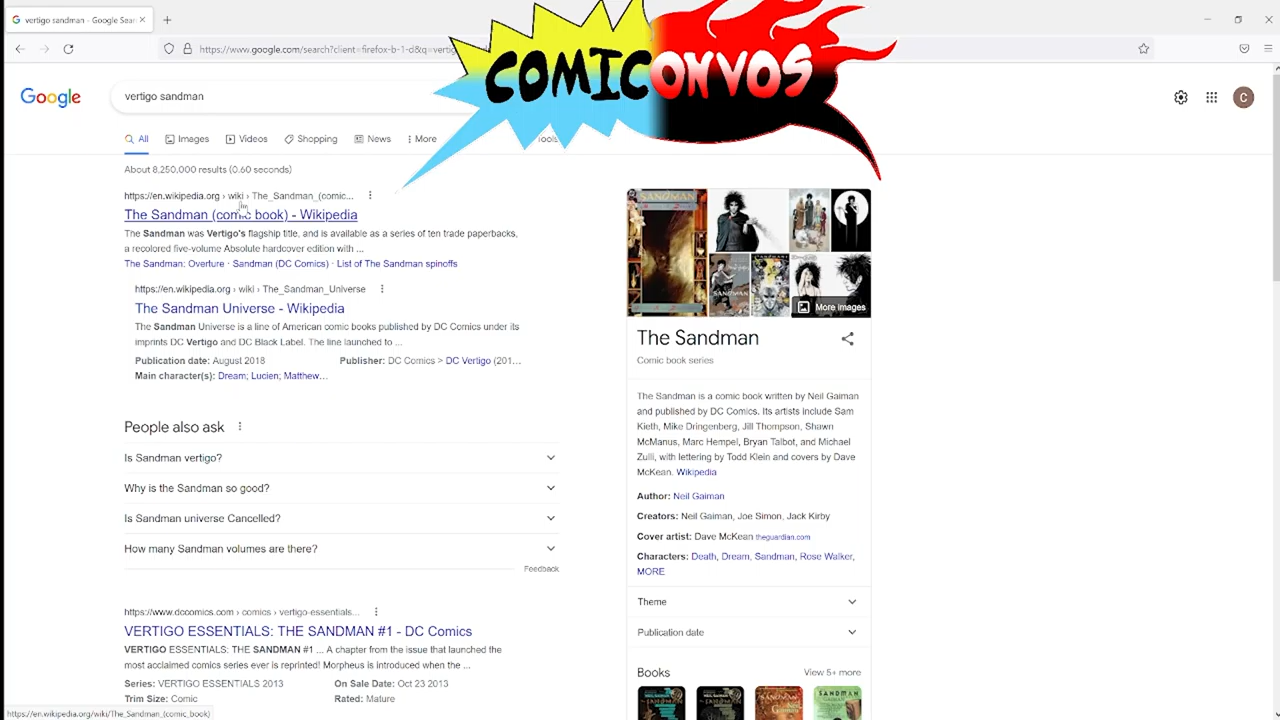 vertigo sandman - Google Sear
https://www.google.com/search?client=firefox-b-1-d&q=vertig
COMICONVOS
Google
vertigo sandman
C
All
Images
Videos
Shopping
News
More
Tools
About 8,250,000 results (0.60 seconds)
https://en.wikipedia.org › wiki › The_Sandman_(comic...
The Sandman (comic book) - Wikipedia
The Sandman was Vertigo's flagship title, and is available as a series of ten trade paperbacks,
a recolored five-volume Absolute hardcover edition with ...
The Sandman: Overture · Sandman (DC Comics) · List of The Sandman spinoffs
https://en.wikipedia.org › wiki › The_Sandman_Universe
The Sandman Universe - Wikipedia
The Sandman Universe is a line of American comic books published by DC Comics under its
imprints DC Vertigo and DC Black Label. The line launched to ...
Publication date: August 2018
Publisher: DC Comics > DC Vertigo (201...
Main character(s): Dream; Lucien; Matthew...
People also ask
Is Sandman vertigo?
Why is the Sandman so good?
Is Sandman universe Cancelled?
How many Sandman volumes are there?
Feedback
https://www.dccomics.com › comics › vertigo-essentials...
VERTIGO ESSENTIALS: THE SANDMAN #1 - DC Comics
VERTIGO ESSENTIALS: THE SANDMAN #1 ... A chapter from the issue that launched the
most acclaimed comics series ever is reprinted! Morpheus is introduced when the ...
Series: VERTIGO ESSENTIALS 20...
On Sale Date: Oct 23 2013
Trim Size: Comic
Rated: Mature
https://en.wikipedia.org/wiki/The_Sandman_(comic_book)
SANDMAN
SANDMAN
More images
The Sandman
Comic book series
The Sandman is a comic book written by Neil Gaiman
and published by DC Comics. Its artists include Sam
Kieth, Mike Dringenberg, Jill Thompson, Shawn
McManus, Marc Hempel, Bryan Talbot, and Michael
Zulli, with lettering by Todd Klein and covers by Dave
McKean. Wikipedia
Author: Neil Gaiman
Creators: Neil Gaiman, Joe Simon, Jack Kirby
Cover artist: Dave McKean theguardian.com
Characters: Death, Dream, Sandman, Rose Walker,
MORE
Theme
Publication date
Books
View 5+ more
SANDMAN
SANDMAN